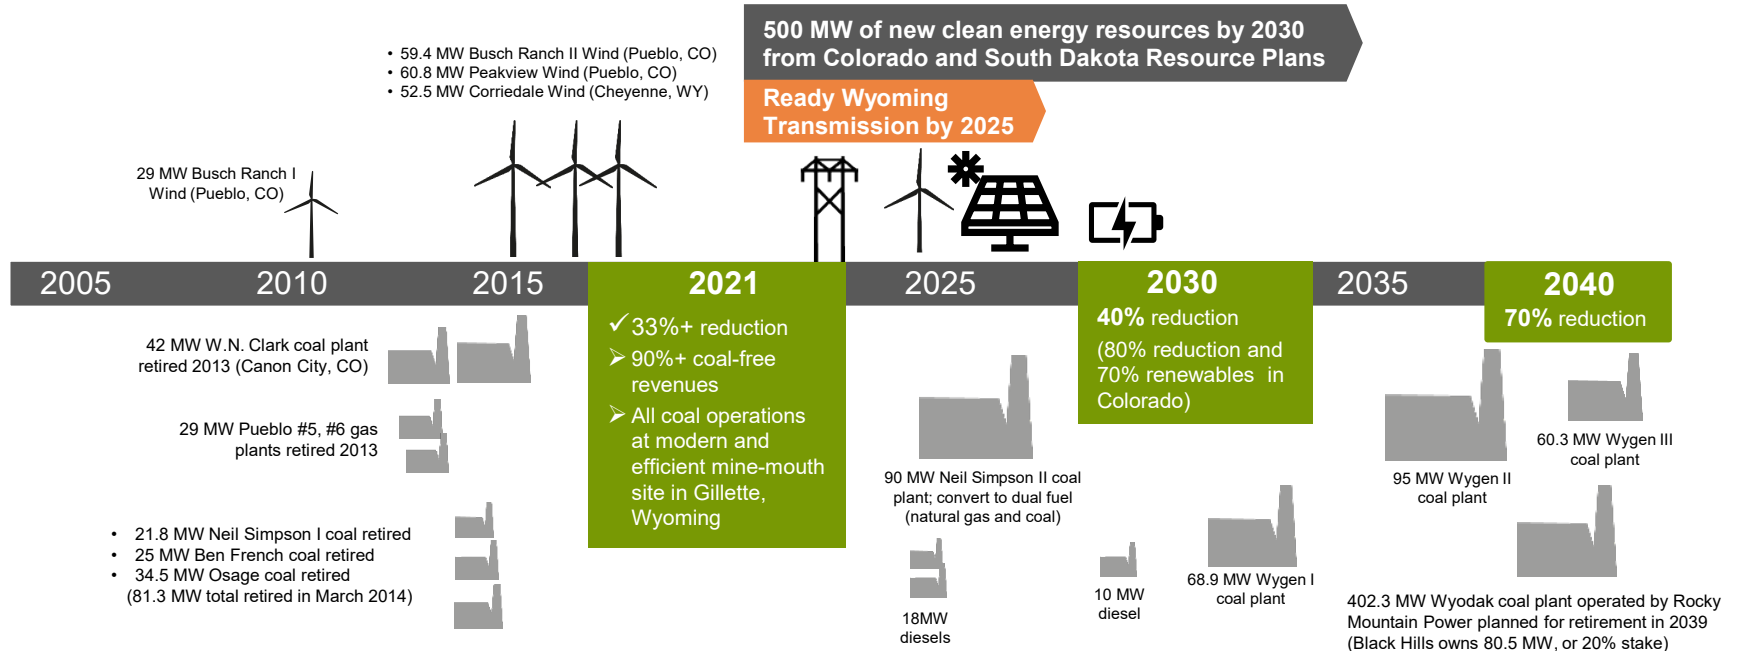 500 MW of new clean energy resources by 2030
from Colorado and South Dakota Resource Plans
Ready Wyoming
Transmission by 2025
• 59.4 MW Busch Ranch II Wind (Pueblo, CO)
• 60.8 MW Peakview Wind (Pueblo, CO)
• 52.5 MW Corriedale Wind (Cheyenne, WY)
29 MW Busch Ranch I
Wind (Pueblo, CO)
2005
2010
2015
2021
2025
2030
2035
2040
✓ 33%+ reduction
➢ 90%+ coal-free
revenues
➢ All coal operations
at modern and
efficient mine-mouth
site in Gillette,
Wyoming
40% reduction
(80% reduction and
70% renewables in
Colorado)
70% reduction
42 MW W.N. Clark coal plant
retired 2013 (Canon City, CO)
29 MW Pueblo #5, #6 gas
plants retired 2013
• 21.8 MW Neil Simpson I coal retired
• 25 MW Ben French coal retired
• 34.5 MW Osage coal retired
(81.3 MW total retired in March 2014)
90 MW Neil Simpson II coal
plant; convert to dual fuel
(natural gas and coal)
18MW
diesels
10 MW
diesel
68.9 MW Wygen I
coal plant
95 MW Wygen II
coal plant
60.3 MW Wygen III
coal plant
402.3 MW Wyodak coal plant operated by Rocky
Mountain Power planned for retirement in 2039
(Black Hills owns 80.5 MW, or 20% stake)